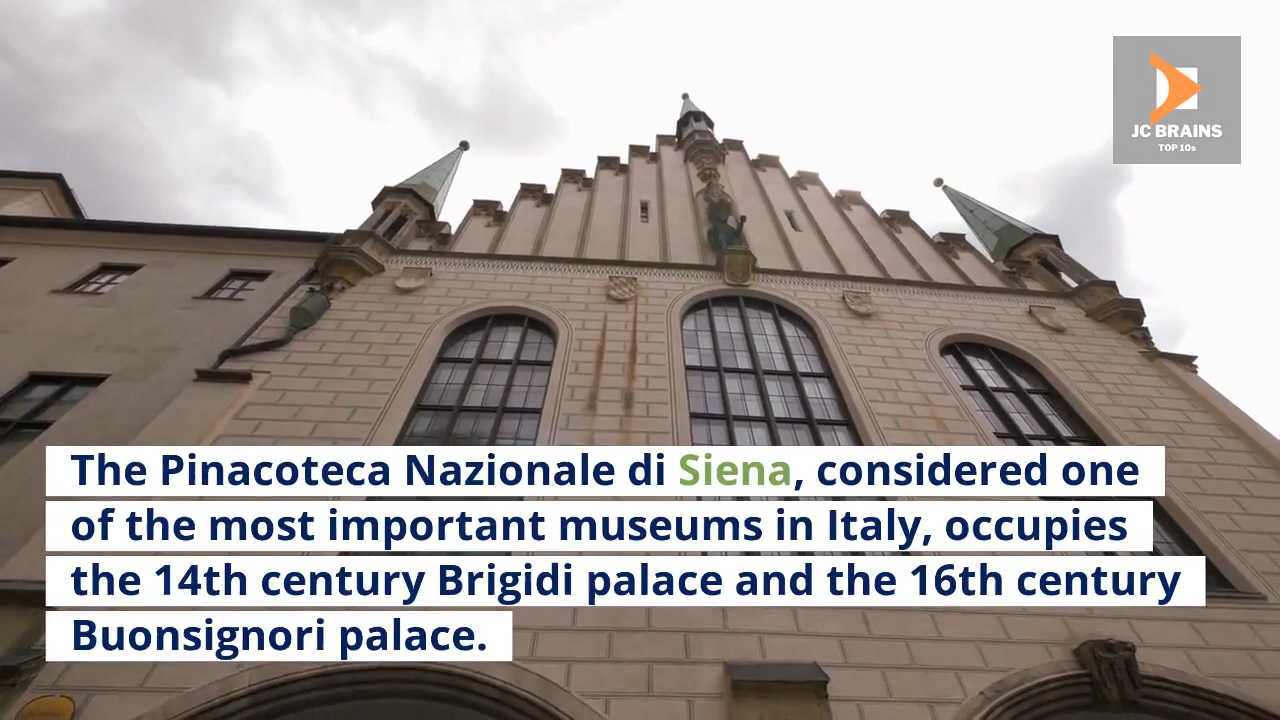 JC BRAINS
TOP 10s
The Pinacoteca Nazionale di Siena, considered one
of the most important museums in Italy, occupies
the 14th century Brigidi palace and the 16th century
Buonsignori palace.